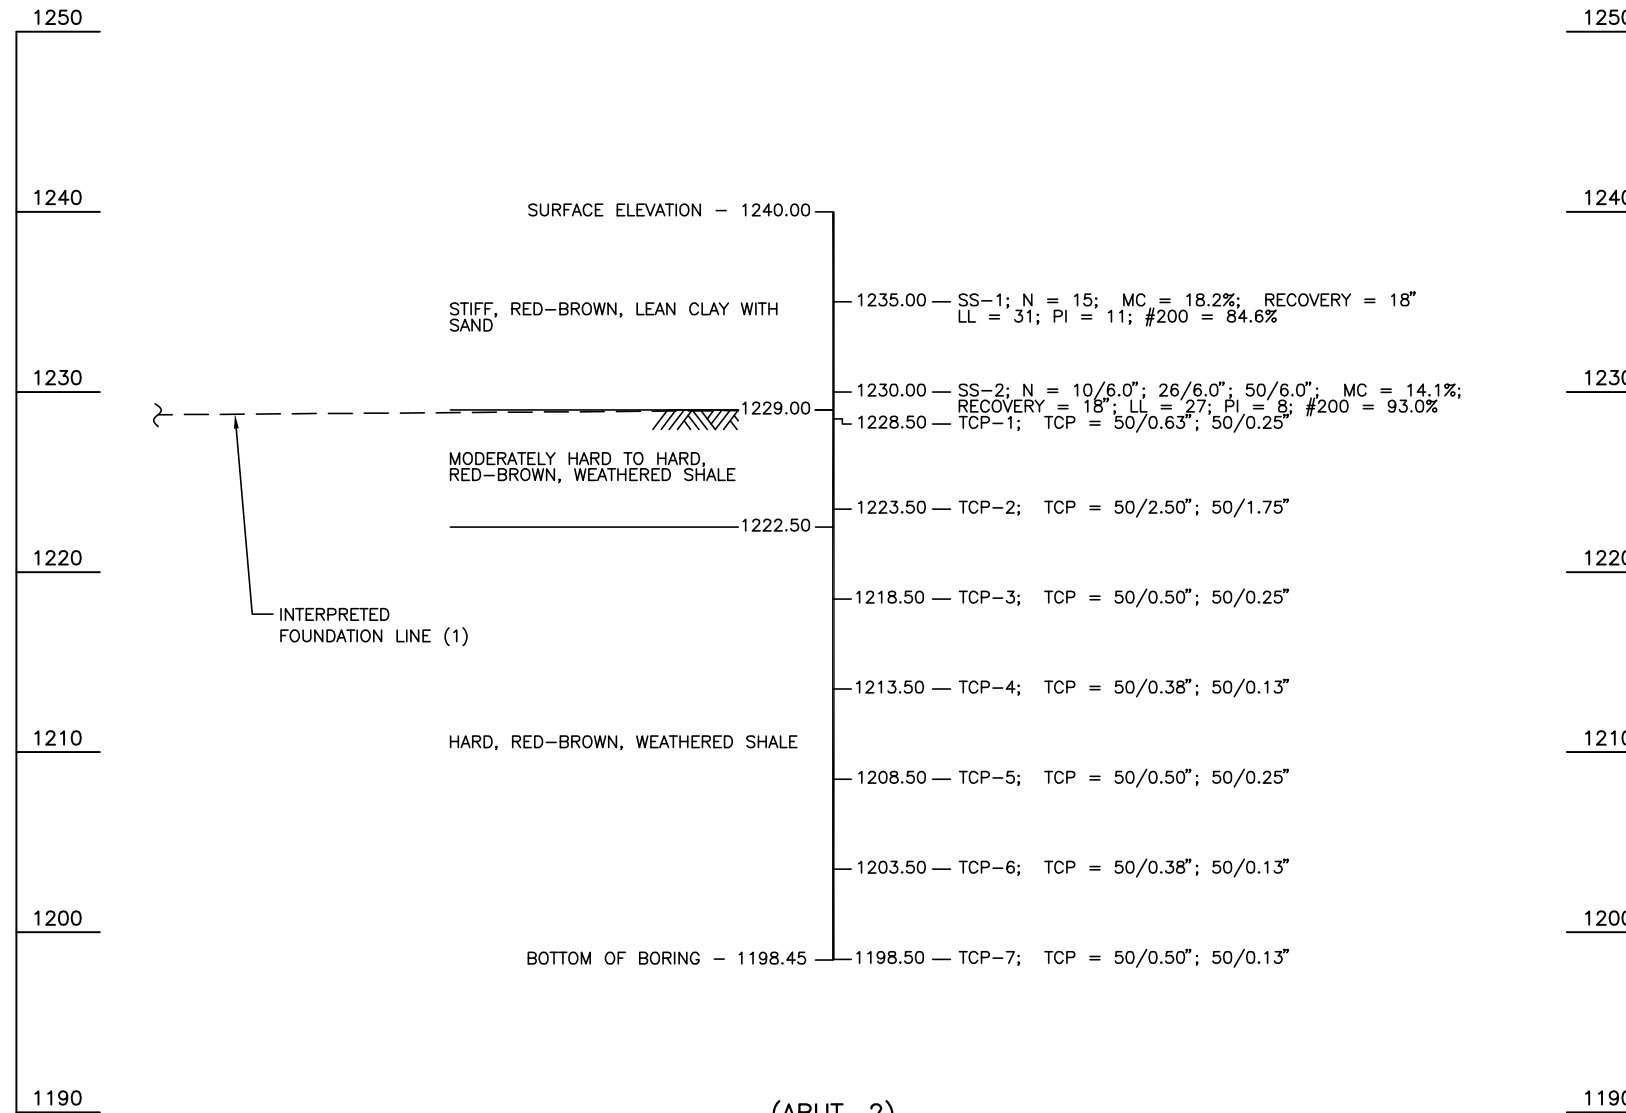 1250
1250
1240
1240
SURFACE ELEVATION – 1240.00
STIFF, RED–BROWN, LEAN CLAY WITH
SAND
1235.00 — SS–1; N = 15; MC = 18.2%; RECOVERY = 18"
LL = 31; PI = 11; #200 = 84.6%
1230
1230
1230.00 — SS–2; N = 10/6.0"; 26/6.0"; 50/6.0"; MC = 14.1%;
RECOVERY = 18"; LL = 27; PI = 8; #200 = 93.0%
1229.00
1228.50 — TCP–1; TCP = 50/0.63"; 50/0.25"
MODERATELY HARD TO HARD,
RED–BROWN, WEATHERED SHALE
1223.50 — TCP–2; TCP = 50/2.50"; 50/1.75"
1222.50
1220
1220
1218.50 — TCP–3; TCP = 50/0.50"; 50/0.25"
INTERPRETED
FOUNDATION LINE (1)
1213.50 — TCP–4; TCP = 50/0.38"; 50/0.13"
1210
1210
HARD, RED–BROWN, WEATHERED SHALE
1208.50 — TCP–5; TCP = 50/0.50"; 50/0.25"
1203.50 — TCP–6; TCP = 50/0.38"; 50/0.13"
1200
1200
BOTTOM OF BORING – 1198.45
1198.50 — TCP–7; TCP = 50/0.50"; 50/0.13"
1190
1190
(ABUT. 2)